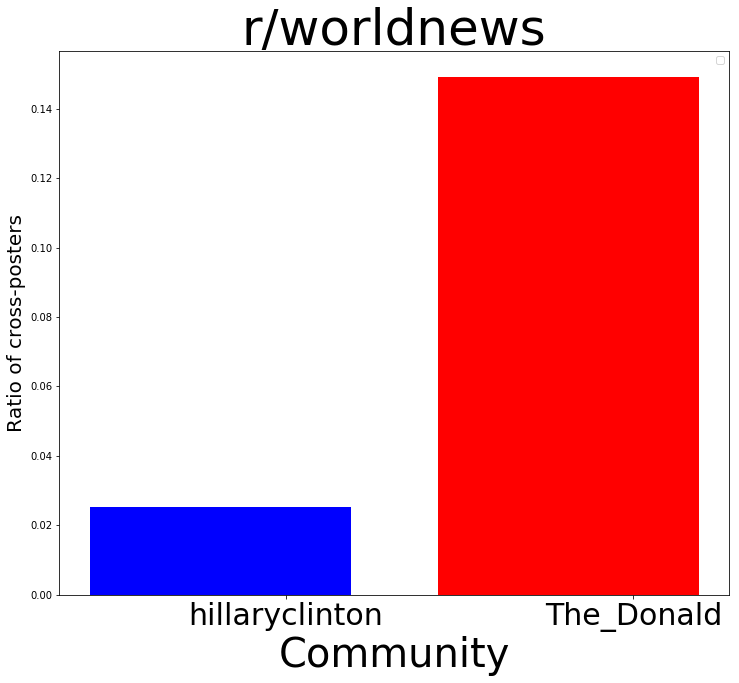 r/worldnews
Ratio of cross-posters
0.14
0.12
0.10
0.08
0.06
0.04
0.02
0.00
hillaryclinton
The_Donald
Community